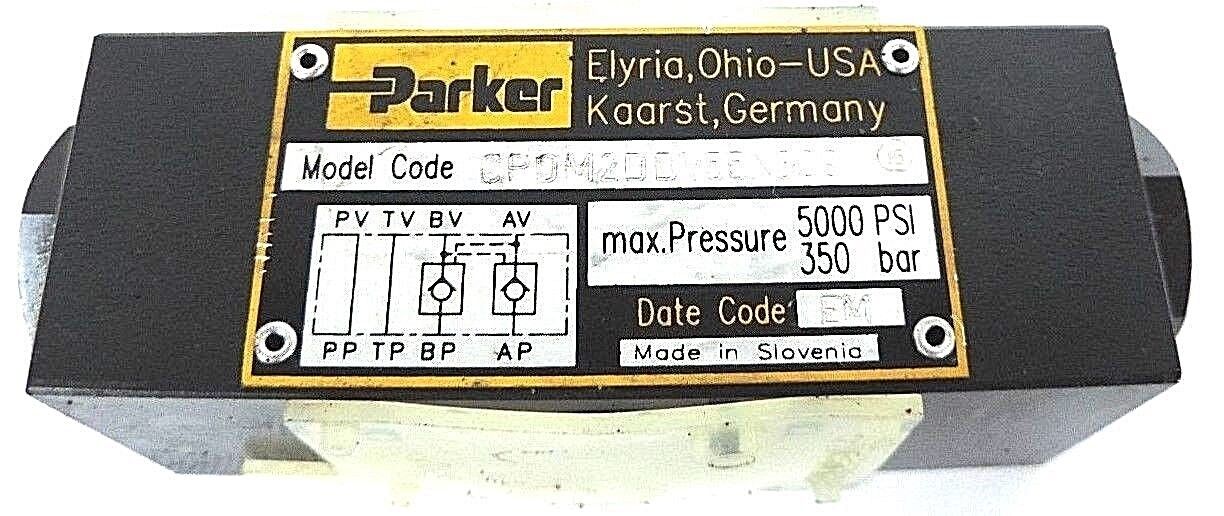 Parker
Elyria,Ohio-USA
Kaarst,Germany
Model Code
PV TV BV AV
max.Pressure 5000 PSI
350 bar
Date Code EM
PP TP BP AP
Made in Slovenia